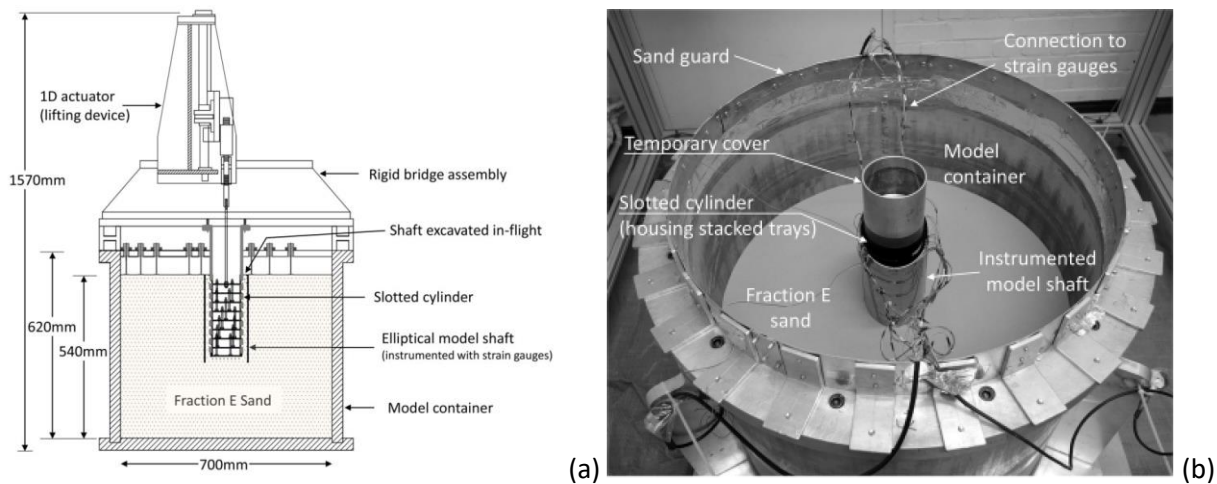 1D actuator
(lifting device)
1570mm
Rigid bridge assembly
Shaft excavated in-flight
Slotted cylinder
620mm
540mm
Elliptical model shaft
(instrumented with strain gauges)
Fraction E Sand
Model container
700mm
(a)
Sand guard
Connection to
strain gauges
Temporary cover
Model
container
Slotted cylinder
(housing stacked trays)
Instrumented
model shaft
Fraction E
sand
(b)